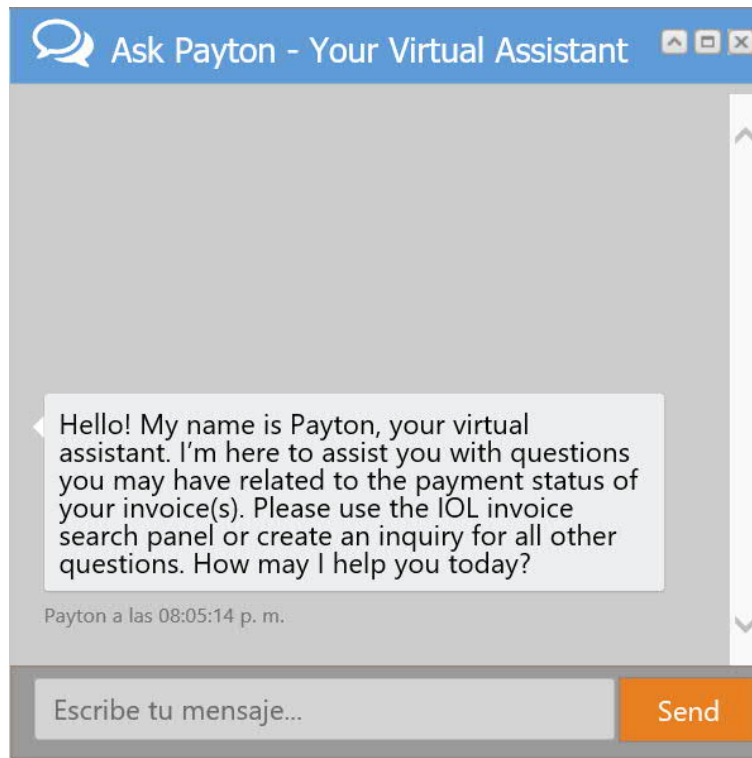 Ask Payton - Your Virtual Assistant
Hello! My name is Payton, your virtual
assistant. I'm here to assist you with questions
you may have related to the payment status of
your invoice(s). Please use the IOL invoice
search panel or create an inquiry for all other
questions. How may I help you today?
Payton a las 08:05:14 p. m.
Escribe tu mensaje...
Send